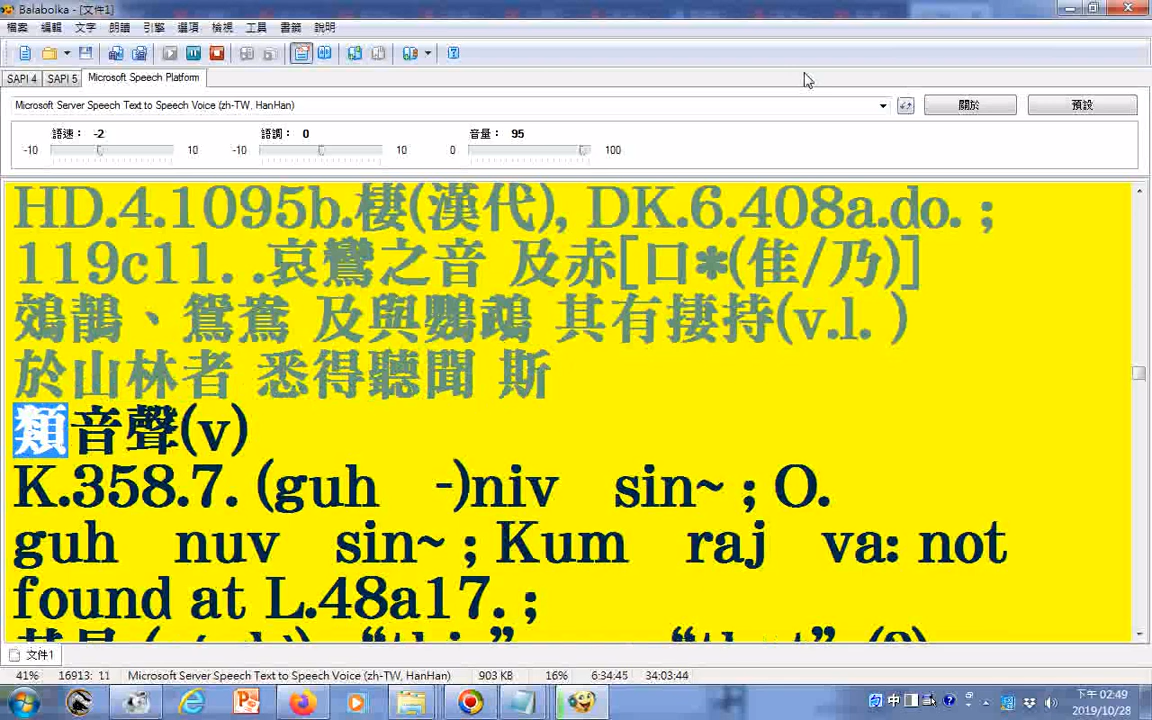 Balabolka - [文件1]
檔案 編輯 文字 朗讀 引擎 選項 檢視 工具 書籤 說明
SAPI 4 SAPI 5 Microsoft Speech Platform
Microsoft Server Speech Text to Speech Voice (zh-TW, HanHan) 關於 預設
語速： -2 語調： 0 音量： 95
-10 10 -10 10 0 100
HD.4.1095b.棲(漢代), DK.6.408a.do. ;
119c11. .哀鸞之音 及赤[口*(隹/乃)]
鵁鶄、鴛鴦 及與鸚鵡 其有捿持(v.l. )
於山林者 悉得聽聞 斯
類音聲(v)
K.358.7. (guh -)niv sin~ ; O.
guh nuv sin~ ; Kum raj va: not
found at L.48a17. ;
文件1
41% 16913: 11 Microsoft Server Speech Text to Speech Voice (zh-TW, HanHan) 903 KB 16% 6:34:45 34:03:44
中 下午 02:49
2019/10/28